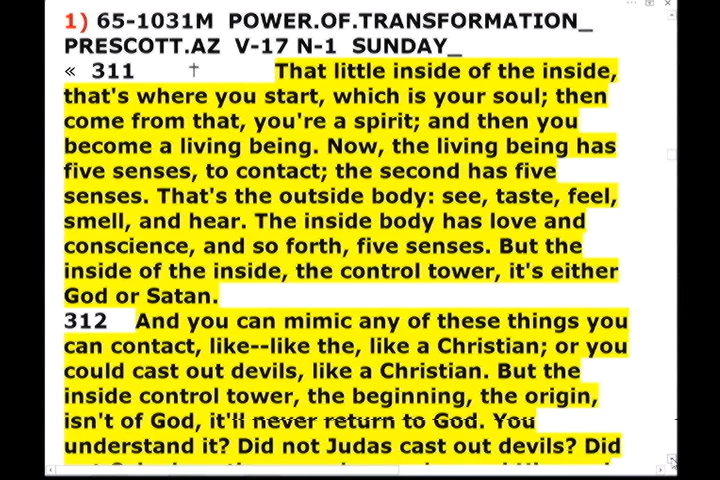 1) 65-1031M POWER.OF.TRANSFORMATION_
PRESCOTT.AZ V-17 N-1 SUNDAY_
« 311 † That little inside of the inside,
that's where you start, which is your soul; then
come from that, you're a spirit; and then you
become a living being. Now, the living being has
five senses, to contact; the second has five
senses. That's the outside body: see, taste, feel,
smell, and hear. The inside body has love and
conscience, and so forth, five senses. But the
inside of the inside, the control tower, it's either
God or Satan.
312 And you can mimic any of these things you
can contact, like--like the, like a Christian; or you
could cast out devils, like a Christian. But the
inside control tower, the beginning, the origin,
isn't of God, it'll never return to God. You
understand it? Did not Judas cast out devils? Did